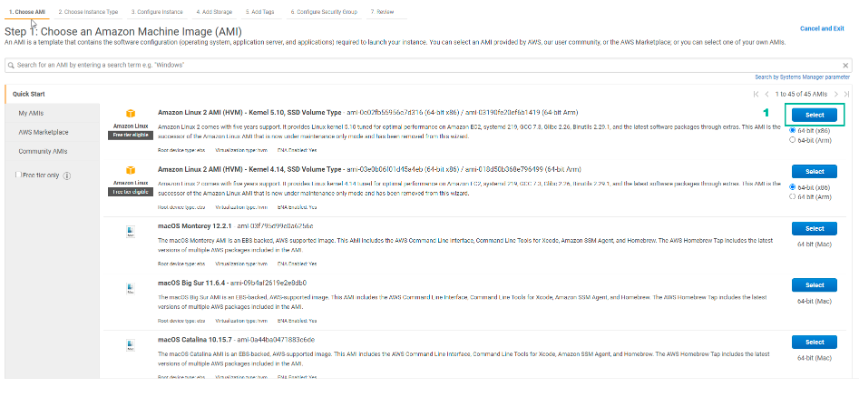 1. Choose AMI 2. Choose Instance Type 3. Configure Instance 4. Add Storage 5. Add Tags 6. Configure Security Group 7. Review
Step 1: Choose an Amazon Machine Image (AMI)
Cancel and Exit
An AMI is a template that contains the software configuration (operating system, application server, and applications) required to launch your instance. You can select an AMI provided by AWS, our user community, or the AWS Marketplace; or you can select one of your own AMIs.
Search for an AMI by entering a search term e.g. "Windows"
Search by Systems Manager parameter
Quick Start
1 to 45 of 45 AMIs
My AMIs
AWS Marketplace
Community AMIs
Free tier only
Amazon Linux
Free tier eligible
Amazon Linux 2 AMI (HVM) - Kernel 5.10, SSD Volume Type - (64-bit x86) / (64-bit Arm)
Amazon Linux 2 comes with five years support. It provides Linux kernel 5.10 tuned for optimal performance on Amazon EC2, systemd 219, GCC 7.3, Glibc 2.26, Binutils 2.29.1, and the latest software packages through extras. This AMI is the
successor of the Amazon Linux AMI that is now under maintenance only mode and has been removed from this wizard.
Root device type: ebs Virtualization type: hvm ENA Enabled: Yes
1
Select
64-bit (x86)
64-bit (Arm)
Amazon Linux
Free tier eligible
Amazon Linux 2 AMI (HVM) - Kernel 4.14, SSD Volume Type - (64-bit x86) / (64-bit Arm)
Amazon Linux 2 comes with five years support. It provides Linux kernel 4.14 tuned for optimal performance on Amazon EC2, systemd 219, GCC 7.3, Glibc 2.26, Binutils 2.29.1, and the latest software packages through extras. This AMI is the
successor of the Amazon Linux AMI that is now under maintenance only mode and has been removed from this wizard.
Root device type: ebs Virtualization type: hvm ENA Enabled: Yes
Select
64-bit (x86)
64-bit (Arm)
macOS Monterey 12.2.1
The macOS Monterey AMI is an EBS-backed, AWS-supported image. This AMI includes the AWS Command Line Interface, Command Line Tools for Xcode, Amazon SSM Agent, and Homebrew. The AWS Homebrew Tap includes the latest
versions of multiple AWS packages included in the AMI.
Root device type: ebs Virtualization type: hvm ENA Enabled: Yes
Select
64-bit (Mac)
macOS Big Sur 11.6.4
The macOS Big Sur AMI is an EBS-backed, AWS-supported image. This AMI includes the AWS Command Line Interface, Command Line Tools for Xcode, Amazon SSM Agent, and Homebrew. The AWS Homebrew Tap includes the latest
versions of multiple AWS packages included in the AMI.
Root device type: ebs Virtualization type: hvm ENA Enabled: Yes
Select
64-bit (Mac)
macOS Catalina 10.15.7 - ami-0a44ba0471883c6de
The macOS Catalina AMI is an EBS-backed, AWS-supported image. This AMI includes the AWS Command Line Interface, Command Line Tools for Xcode, Amazon SSM Agent, and Homebrew. The AWS Homebrew Tap includes the latest
versions of multiple AWS packages included in the AMI.
Root device type: ebs Virtualization type: hvm ENA Enabled: Yes
Select
64-bit (Mac)